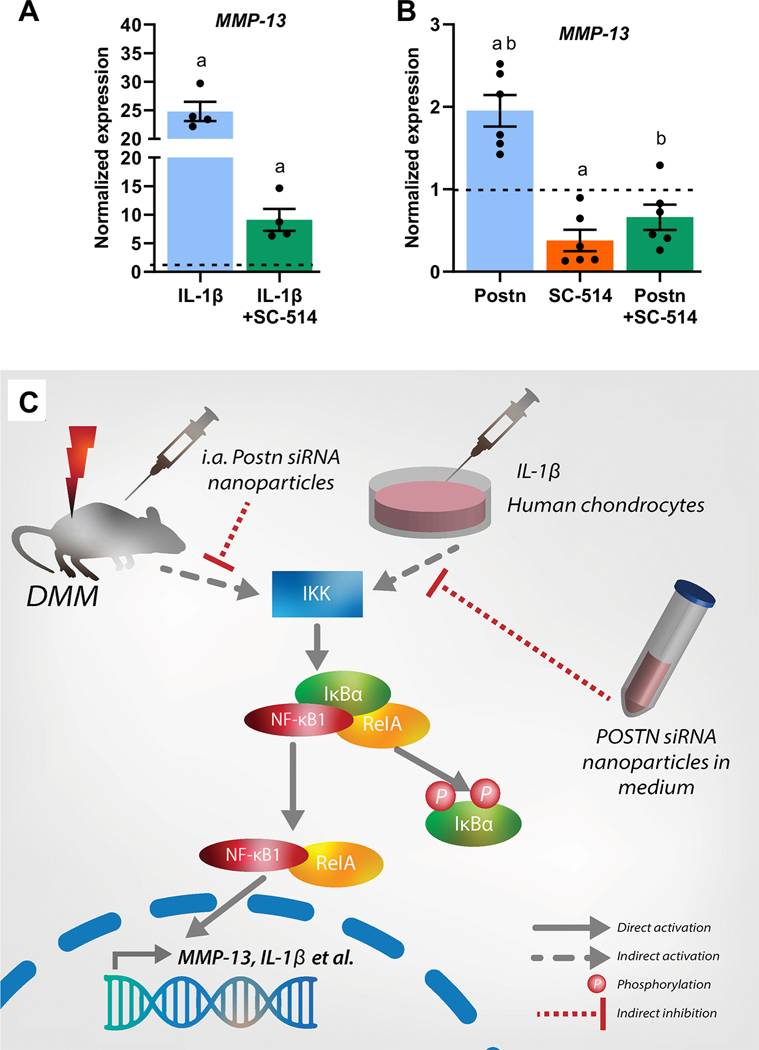 A
MMP-13
Normalized expression
40
35
30
25
20
20
15
10
5
0
a
a
IL-1β
IL-1β
+SC-514
B
MMP-13
Normalized expression
3
2
1
0
a b
a
b
Postn
SC-514
Postn
+SC-514
C
i.a. Postn siRNA
nanoparticles
IL-1β
Human chondrocytes
DMM
IKK
IκBα
NF-κB1
RelA
POSTN siRNA
nanoparticles in
medium
P
P
IκBα
NF-κB1
RelA
MMP-13, IL-1β et al.
Direct activation
Indirect activation
P
Phosphorylation
Indirect inhibition